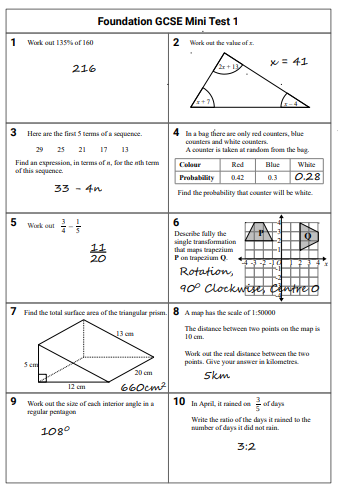 Foundation GCSE Mini Test 1
1 Work out 135% of 160
216
2 Work out the value of x.
x = 41
2x + 13
x + 7
x – 4
3 Here are the first 5 terms of a sequence.
29 25 21 17 13
Find an expression, in terms of n, for the nth term
of this sequence.
33 - 4n
4 In a bag there are only red counters, blue
counters and white counters.
A counter is taken at random from the bag.
Colour Red Blue White
Probability 0.42 0.3 0.28
Find the probability that counter will be white.
5 Work out 3/4 – 1/5
11/20
6
Describe fully the
single transformation
that maps trapezium
P on trapezium Q.
P
Q
-4 -3 -2 -1 0 1 2 3 4 x
Rotation,
90° Clockwise, Centre O
7 Find the total surface area of the triangular prism.
13 cm
5 cm
20 cm
12 cm
660cm²
8 A map has the scale of 1:50000
The distance between two points on the map is
10 cm.
Work out the real distance between the two
points. Give your answer in kilometres.
5km
9 Work out the size of each interior angle in a
regular pentagon
108°
10 In April, it rained on 3/5 of days
Write the ratio of the days it rained to the
number of days it did not rain.
3:2